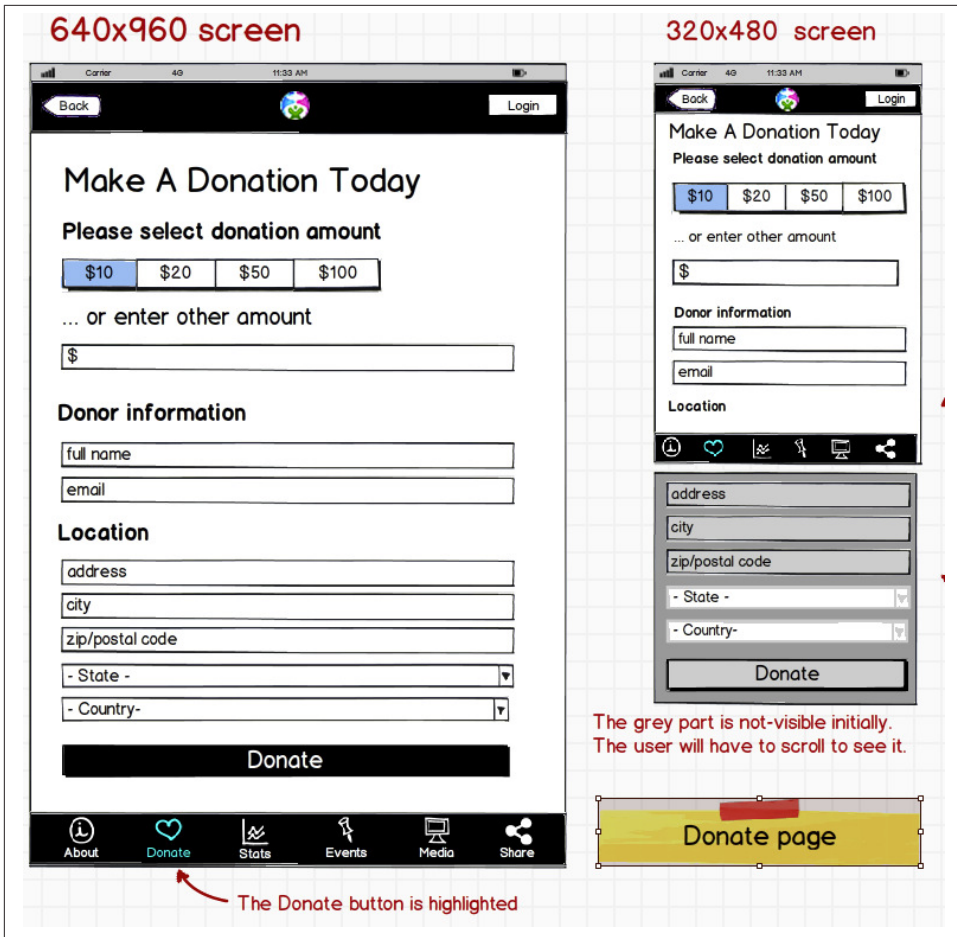 640x960 screen
Carrier 4G 11:33 AM
Back
Login
Make A Donation Today
Please select donation amount
$10 $20 $50 $100
... or enter other amount
$
Donor information
full name
email
Location
address
city
zip/postal code
- State -
- Country-
Donate
About Donate Stats Events Media Share
The Donate button is highlighted
320x480 screen
Carrier 4G 11:33 AM
Back
Login
Make A Donation Today
Please select donation amount
$10 $20 $50 $100
... or enter other amount
$
Donor information
full name
email
Location
address
city
zip/postal code
- State -
- Country-
Donate
The grey part is not-visible initially.
The user will have to scroll to see it.
Donate page